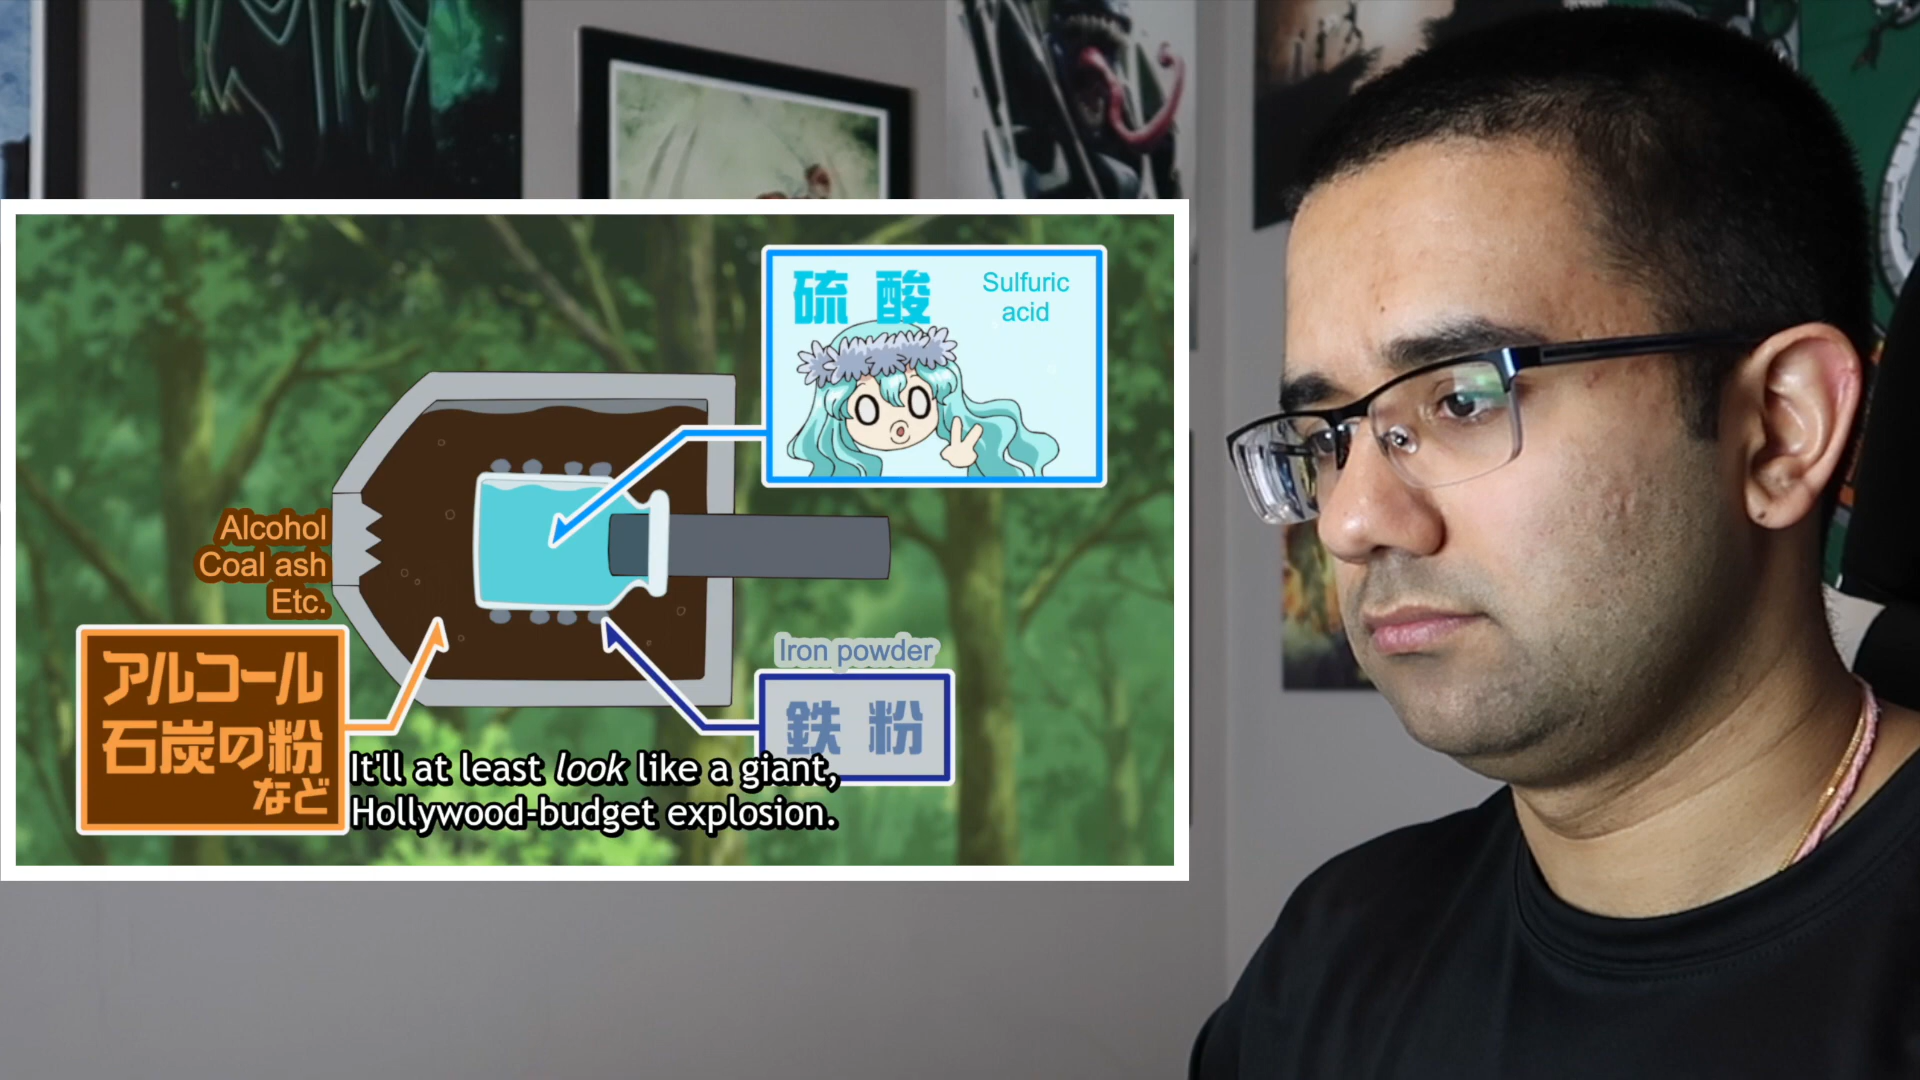 硫酸
Sulfuric
acid
Alcohol
Coal ash
Etc.
アルコール
石炭の粉
など
Iron powder
鉄粉
It'll at least look like a giant,
Hollywood-budget explosion.